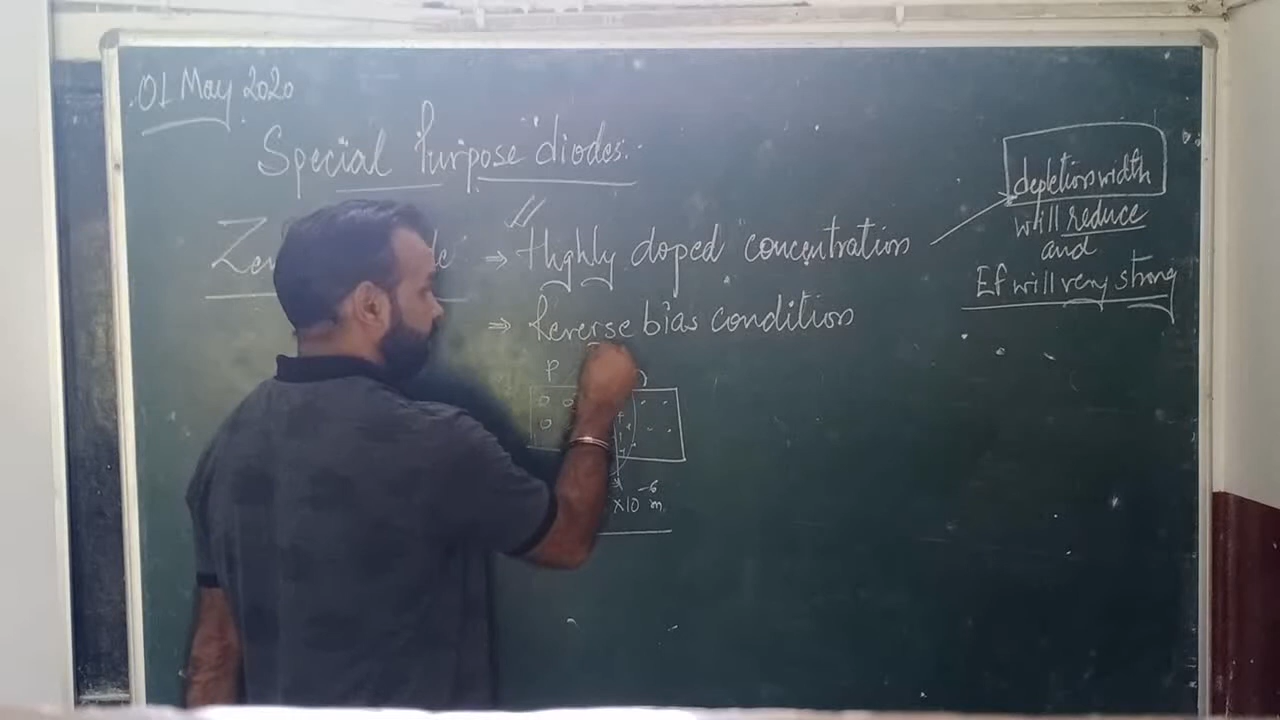 01 May 2020
Special Purpose diodes:
⇒ Highly doped concentration
depletion width
will reduce
and
Ef will very strong
⇒ Reverse bias condition
P
×10⁻⁶ m